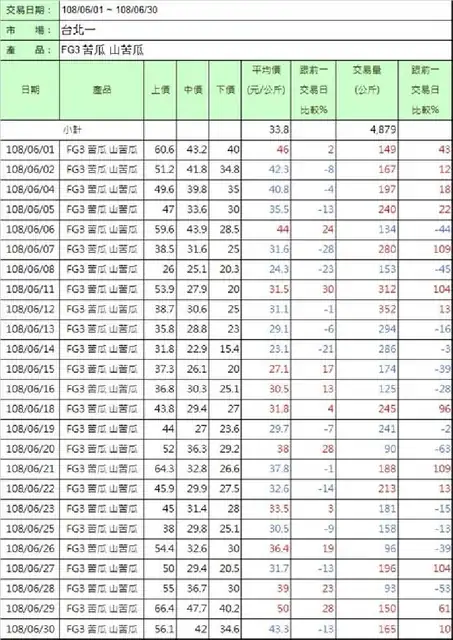 交易日期： 108/06/01 ~ 108/06/30
市 場： 台北一
產 品： FG3 苦瓜 山苦瓜
日期 產品 上價 中價 下價 平均價 (元/公斤) 跟前一交易日比較% 交易量 (公斤) 跟前一交易日比較%
小計 33.8 4,879
108/06/01 FG3 苦瓜 山苦瓜 60.6 43.2 40 46 2 149 43
108/06/02 FG3 苦瓜 山苦瓜 51.2 41.8 34.8 42.3 -8 167 12
108/06/04 FG3 苦瓜 山苦瓜 49.6 39.8 35 40.8 -4 197 18
108/06/05 FG3 苦瓜 山苦瓜 47 33.6 30 35.5 -13 240 22
108/06/06 FG3 苦瓜 山苦瓜 59.6 43.9 28.5 44 24 134 -44
108/06/07 FG3 苦瓜 山苦瓜 38.5 31.6 25 31.6 -28 280 109
108/06/08 FG3 苦瓜 山苦瓜 26 25.1 20.3 24.3 -23 153 -45
108/06/11 FG3 苦瓜 山苦瓜 53.9 27.9 20 31.5 30 312 104
108/06/12 FG3 苦瓜 山苦瓜 38.7 30.6 25 31.1 -1 352 13
108/06/13 FG3 苦瓜 山苦瓜 35.8 28.8 23 29.1 -6 294 -16
108/06/14 FG3 苦瓜 山苦瓜 31.8 22.9 15.4 23.1 -21 286 -3
108/06/15 FG3 苦瓜 山苦瓜 37.3 26.1 20 27.1 17 174 -39
108/06/16 FG3 苦瓜 山苦瓜 36.8 30.3 25.1 30.5 13 125 -28
108/06/18 FG3 苦瓜 山苦瓜 43.8 29.4 27 31.8 4 245 96
108/06/19 FG3 苦瓜 山苦瓜 44 27 23.6 29.7 -7 241 -2
108/06/20 FG3 苦瓜 山苦瓜 52 36.3 29.2 38 28 90 -63
108/06/21 FG3 苦瓜 山苦瓜 64.3 32.8 26.6 37.8 -1 188 109
108/06/22 FG3 苦瓜 山苦瓜 45.9 29.9 27.5 32.6 -14 213 13
108/06/23 FG3 苦瓜 山苦瓜 45 31.4 28 33.5 3 181 -15
108/06/25 FG3 苦瓜 山苦瓜 38 29.8 25.1 30.5 -9 158 -13
108/06/26 FG3 苦瓜 山苦瓜 54.4 32.6 30 36.4 19 96 -39
108/06/27 FG3 苦瓜 山苦瓜 50 29.4 20.5 31.7 -13 196 104
108/06/28 FG3 苦瓜 山苦瓜 55 36.7 30 39 23 93 -53
108/06/29 FG3 苦瓜 山苦瓜 66.4 47.7 40.2 50 28 150 61
108/06/30 FG3 苦瓜 山苦瓜 56.1 42 34.6 43.3 -13 165 10